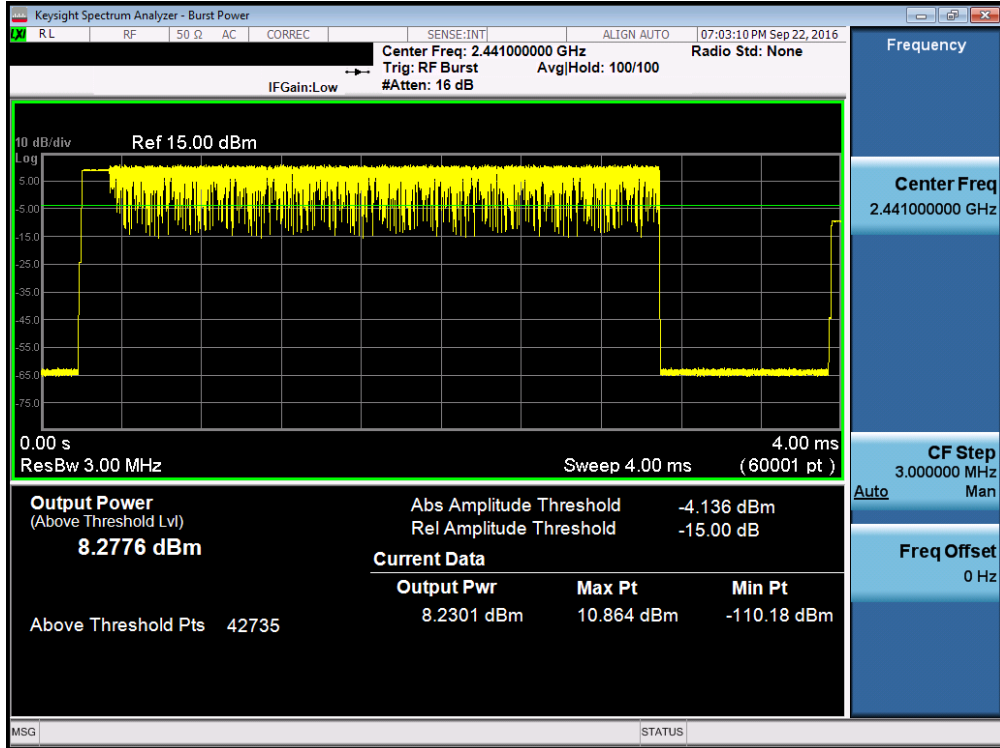 Keysight Spectrum Analyzer - Burst Power
LXI RL RF 50 Ω AC CORREC SENSE:INT ALIGN AUTO 07:03:10 PM Sep 22, 2016
Center Freq: 2.441000000 GHz Radio Std: None
Trig: RF Burst Avg|Hold: 100/100
IFGain:Low #Atten: 16 dB
10 dB/div Ref 15.00 dBm
Log
5.00
-5.00
-15.0
-25.0
-35.0
-45.0
-55.0
-65.0
-75.0
0.00 s 4.00 ms
ResBw 3.00 MHz Sweep 4.00 ms (60001 pt)
Output Power
(Above Threshold Lvl)
8.2776 dBm
Above Threshold Pts 42735
Abs Amplitude Threshold -4.136 dBm
Rel Amplitude Threshold -15.00 dB
Current Data
Output Pwr Max Pt Min Pt
8.2301 dBm 10.864 dBm -110.18 dBm
Frequency
Center Freq
2.441000000 GHz
CF Step
3.000000 MHz
Auto Man
Freq Offset
0 Hz
MSG STATUS